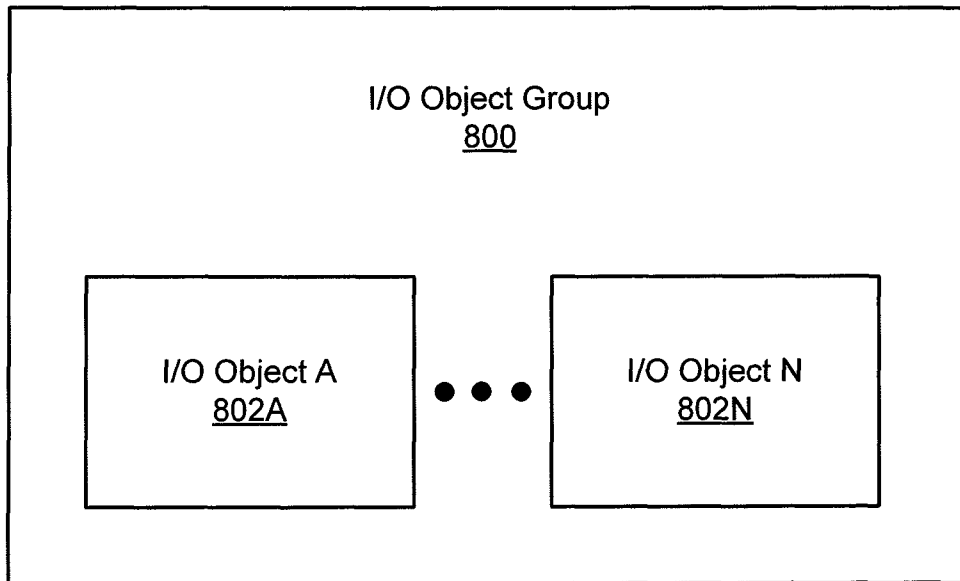 I/O Object Group
800
I/O Object A
802A
I/O Object N
802N